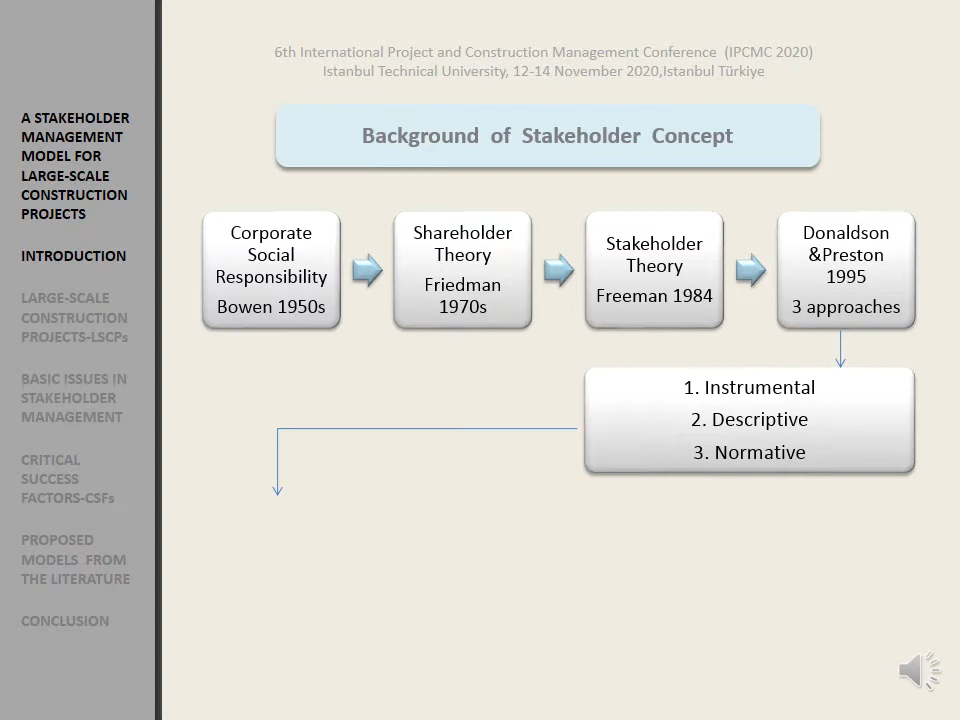 6th International Project and Construction Management Conference (IPCMC 2020)
Istanbul Technical University, 12-14 November 2020,Istanbul Türkiye
A STAKEHOLDER
MANAGEMENT
MODEL FOR
LARGE-SCALE
CONSTRUCTION
PROJECTS
INTRODUCTION
LARGE-SCALE
CONSTRUCTION
PROJECTS-LSCPs
BASIC ISSUES IN
STAKEHOLDER
MANAGEMENT
CRITICAL
SUCCESS
FACTORS-CSFs
PROPOSED
MODELS FROM
THE LITERATURE
CONCLUSION
Background of Stakeholder Concept
Corporate
Social
Responsibility
Bowen 1950s
Shareholder
Theory
Friedman
1970s
Stakeholder
Theory
Freeman 1984
Donaldson
&Preston
1995
3 approaches
1. Instrumental
2. Descriptive
3. Normative